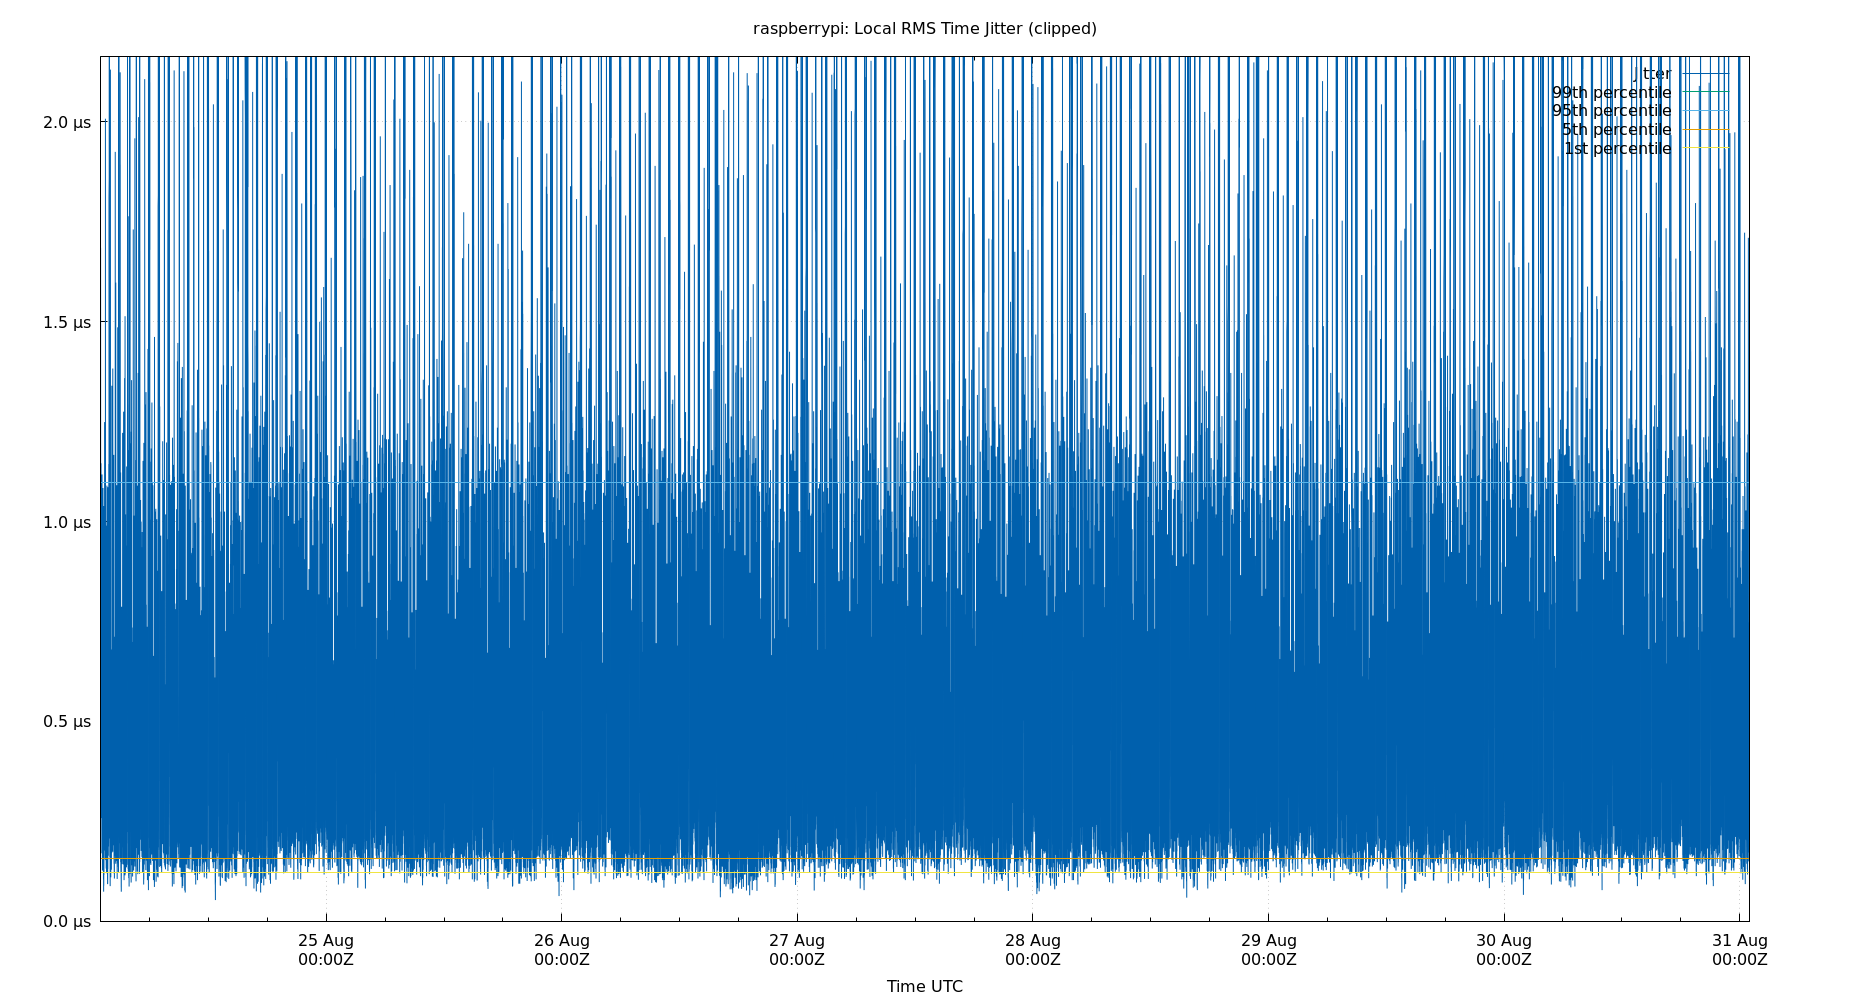 raspberrypi: Local RMS Time Jitter (clipped)
Jitter
99th percentile
95th percentile
5th percentile
1st percentile
2.0 µs
1.5 µs
1.0 µs
0.5 µs
0.0 µs
25 Aug 26 Aug 27 Aug 28 Aug 29 Aug 30 Aug 31 Aug
00:00Z 00:00Z 00:00Z 00:00Z 00:00Z 00:00Z 00:00Z
Time UTC